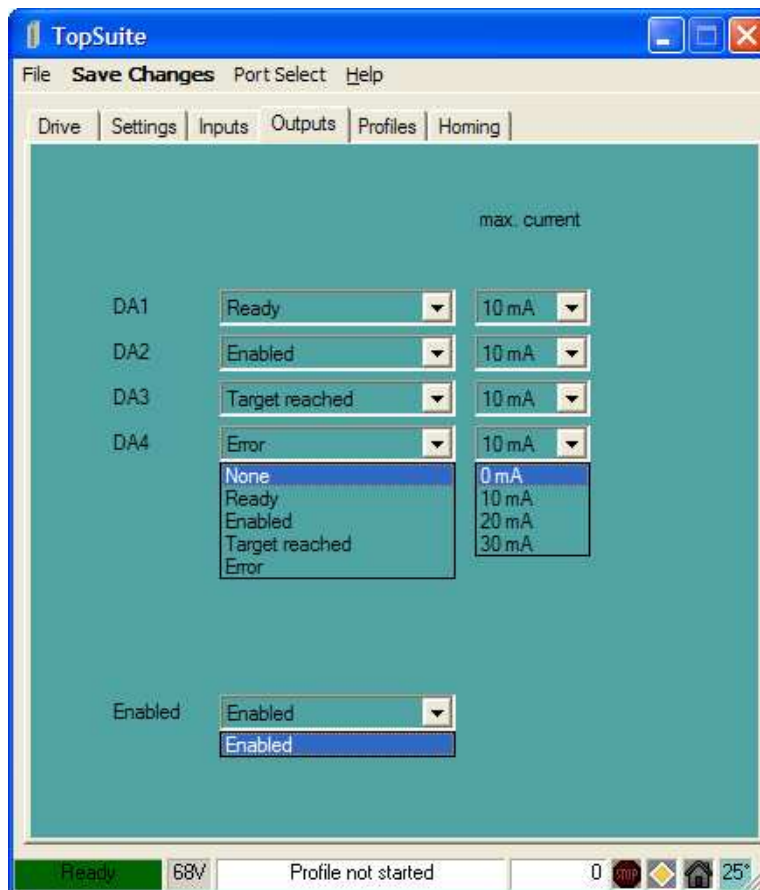 TopSuite
File Save Changes Port Select Help
Drive Settings Inputs Outputs Profiles Homing
max. current
DA1 Ready 10 mA
DA2 Enabled 10 mA
DA3 Target reached 10 mA
DA4 Error 10 mA
None 0 mA
Ready 10 mA
Enabled 20 mA
Target reached 30 mA
Error
Enabled Enabled
Enabled
Ready 68V Profile not started 0 STOP 25°